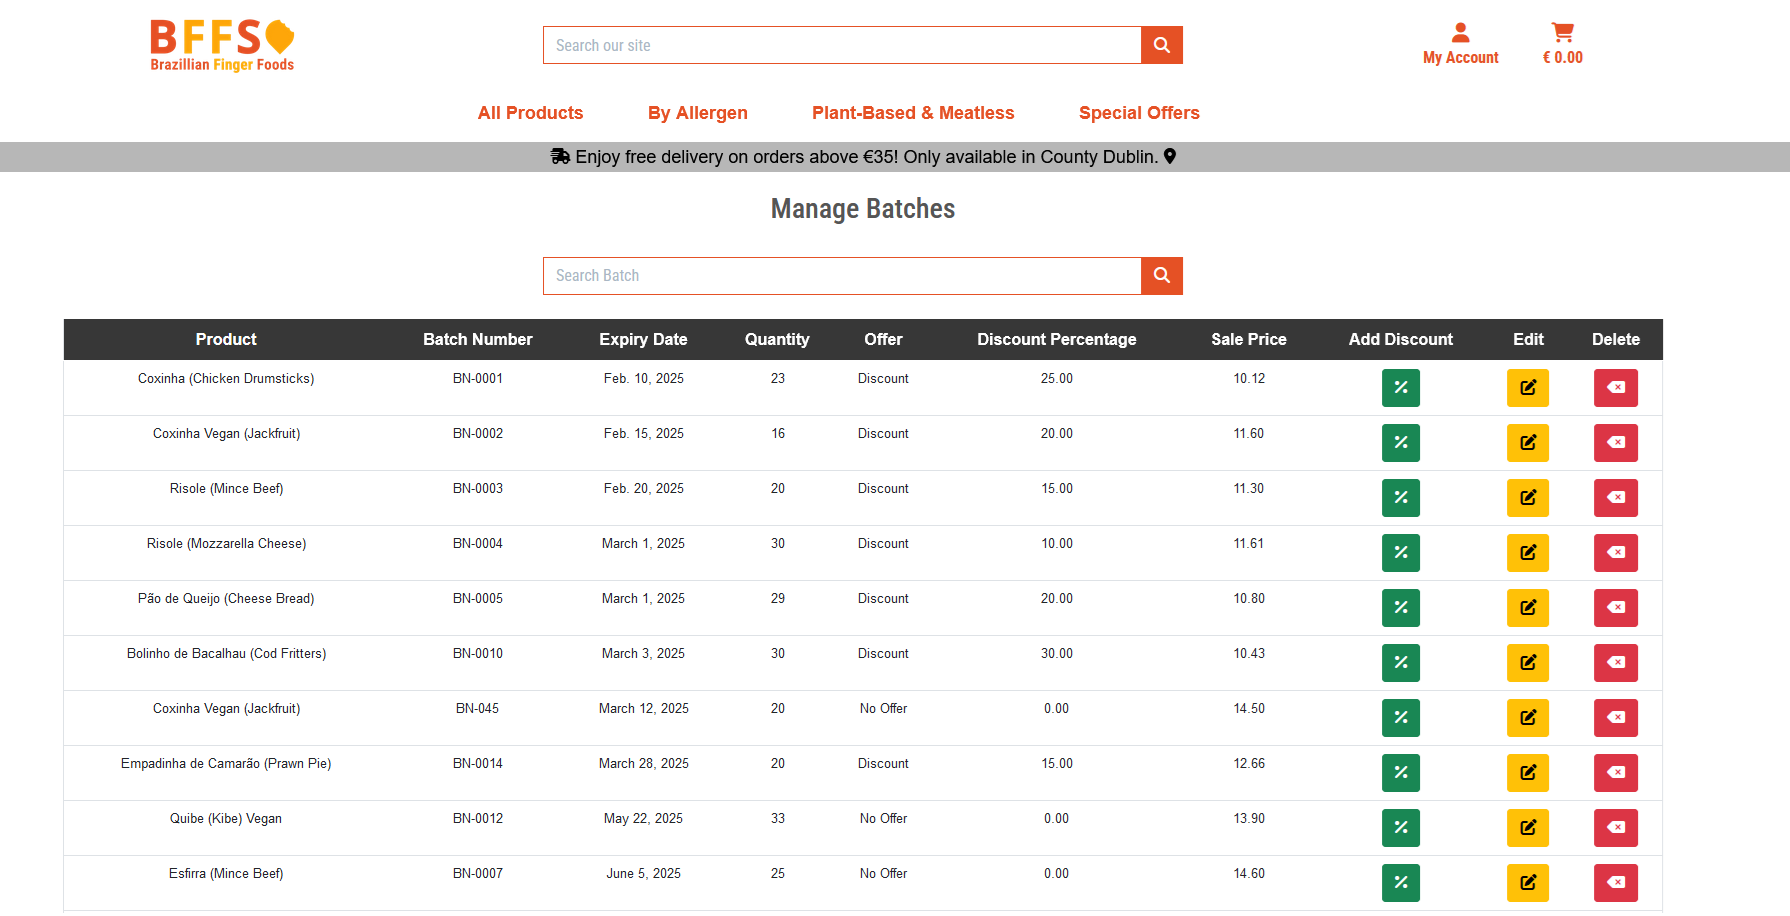 BFFS
Brazillian Finger Foods
Search our site
My Account
€ 0.00
All Products By Allergen Plant-Based & Meatless Special Offers
Enjoy free delivery on orders above €35! Only available in County Dublin.
Manage Batches
Search Batch
Product Batch Number Expiry Date Quantity Offer Discount Percentage Sale Price Add Discount Edit Delete
Coxinha (Chicken Drumsticks) BN-0001 Feb. 10, 2025 23 Discount 25.00 10.12
Coxinha Vegan (Jackfruit) BN-0002 Feb. 15, 2025 16 Discount 20.00 11.60
Risole (Mince Beef) BN-0003 Feb. 20, 2025 20 Discount 15.00 11.30
Risole (Mozzarella Cheese) BN-0004 March 1, 2025 30 Discount 10.00 11.61
Pão de Queijo (Cheese Bread) BN-0005 March 1, 2025 29 Discount 20.00 10.80
Bolinho de Bacalhau (Cod Fritters) BN-0010 March 3, 2025 30 Discount 30.00 10.43
Coxinha Vegan (Jackfruit) BN-045 March 12, 2025 20 No Offer 0.00 14.50
Empadinha de Camarão (Prawn Pie) BN-0014 March 28, 2025 20 Discount 15.00 12.66
Quibe (Kibe) Vegan BN-0012 May 22, 2025 33 No Offer 0.00 13.90
Esfirra (Mince Beef) BN-0007 June 5, 2025 25 No Offer 0.00 14.60